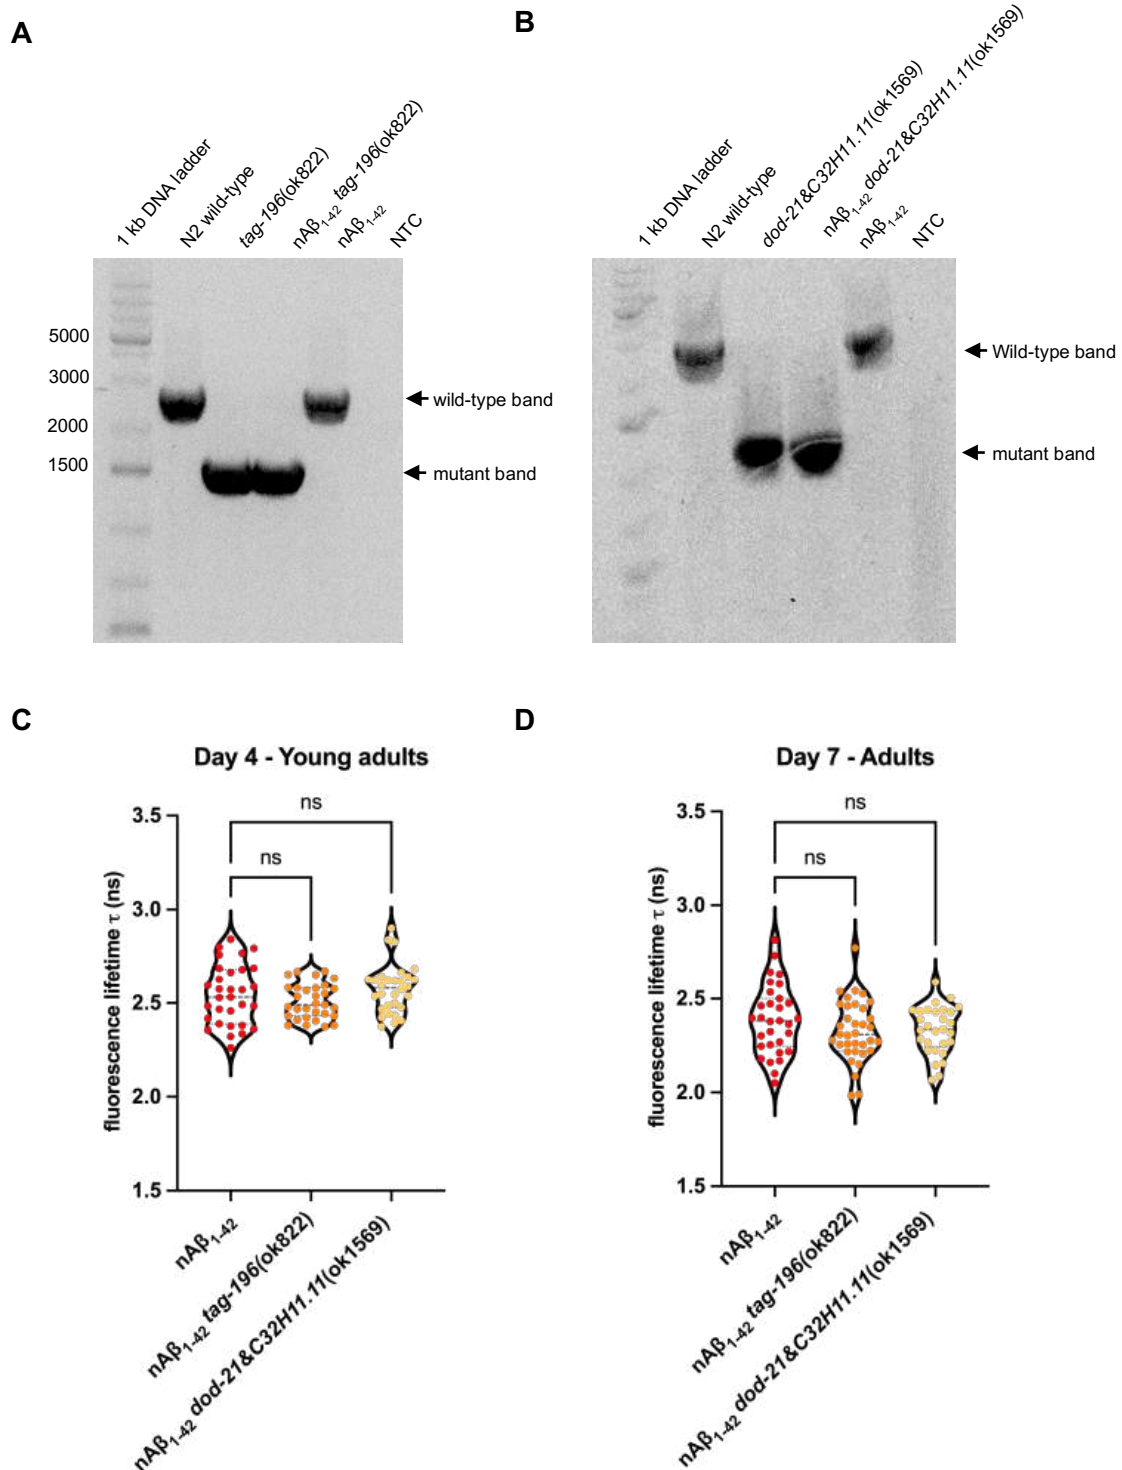 A
1 kb DNA ladder
N2 wild-type
tag-196(ok822)
nAβ1-42 tag-196(ok822)
nAβ1-42
NTC
5000
3000
2000
1500
wild-type band
mutant band
B
1 kb DNA ladder
N2 wild-type
dod-21&C32H11.11(ok1569)
nAβ1-42 dod-21&C32H11.11(ok1569)
nAβ1-42
NTC
Wild-type band
mutant band
C
Day 4 - Young adults
ns
ns
fluorescence lifetime τ (ns)
3.5
3.0
2.5
2.0
1.5
nAβ1-42
nAβ1-42 tag-196(ok822)
nAβ1-42 dod-21&C32H11.11(ok1569)
D
Day 7 - Adults
ns
ns
fluorescence lifetime τ (ns)
3.5
3.0
2.5
2.0
1.5
nAβ1-42
nAβ1-42 tag-196(ok822)
nAβ1-42 dod-21&C32H11.11(ok1569)